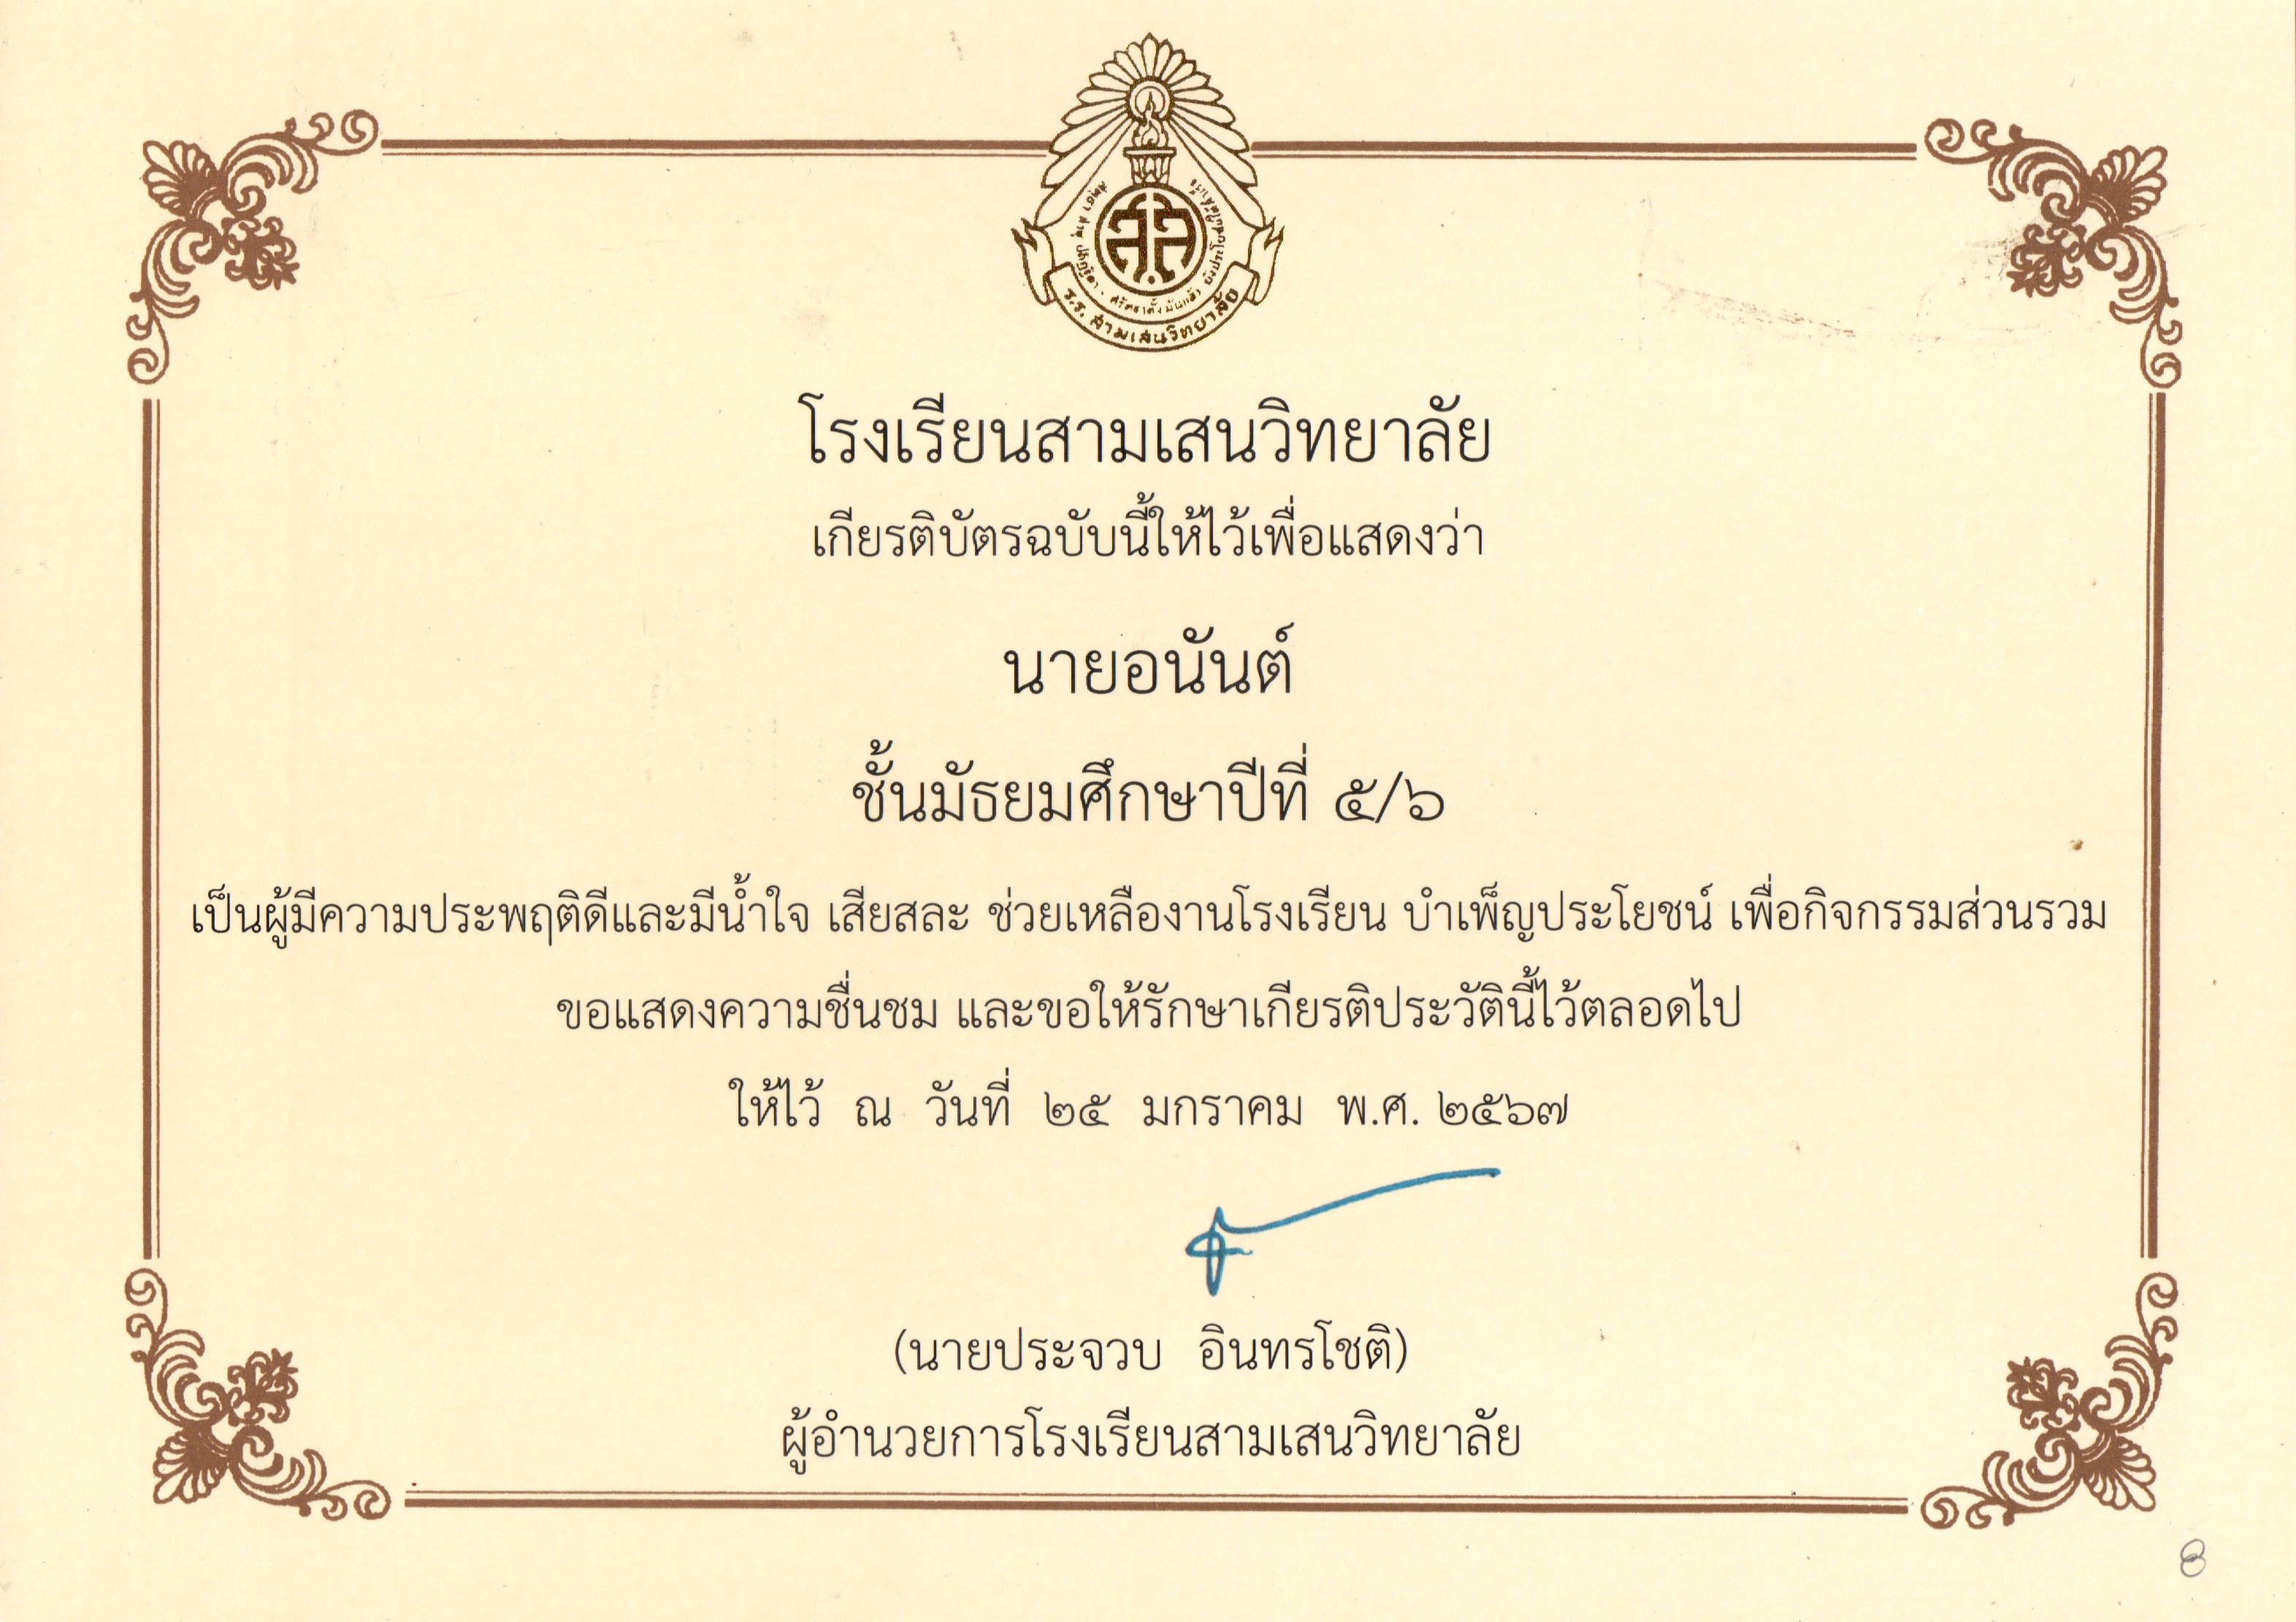 ร.ร. สามเสนวิทยาลัย
โรงเรียนสามเสนวิทยาลัย
เกียรติบัตรฉบับนี้ให้ไว้เพื่อแสดงว่า
นายอนันต์
ชั้นมัธยมศึกษาปีที่ ๕/๖
เป็นผู้มีความประพฤติดีและมีน้ำใจ เสียสละ ช่วยเหลืองานโรงเรียน บำเพ็ญประโยชน์ เพื่อกิจกรรมส่วนรวม
ขอแสดงความชื่นชม และขอให้รักษาเกียรติประวัตินี้ไว้ตลอดไป
ให้ไว้ ณ วันที่ ๒๕ มกราคม พ.ศ. ๒๕๖๗
(นายประจวบ อินทรโชติ)
ผู้อำนวยการโรงเรียนสามเสนวิทยาลัย
8